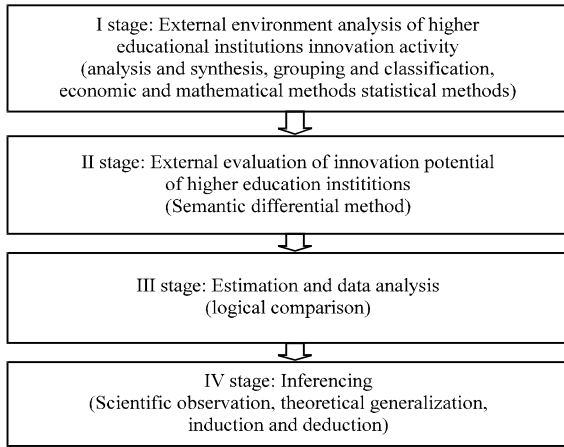 I stage: External environment analysis of higher
educational institutions innovation activity
(analysis and synthesis, grouping and classification,
economic and mathematical methods statistical methods)
II stage: External evaluation of innovation potential
of higher education instititions
(Semantic differential method)
III stage: Estimation and data analysis
(logical comparison)
IV stage: Inferencing
(Scientific observation, theoretical generalization,
induction and deduction)